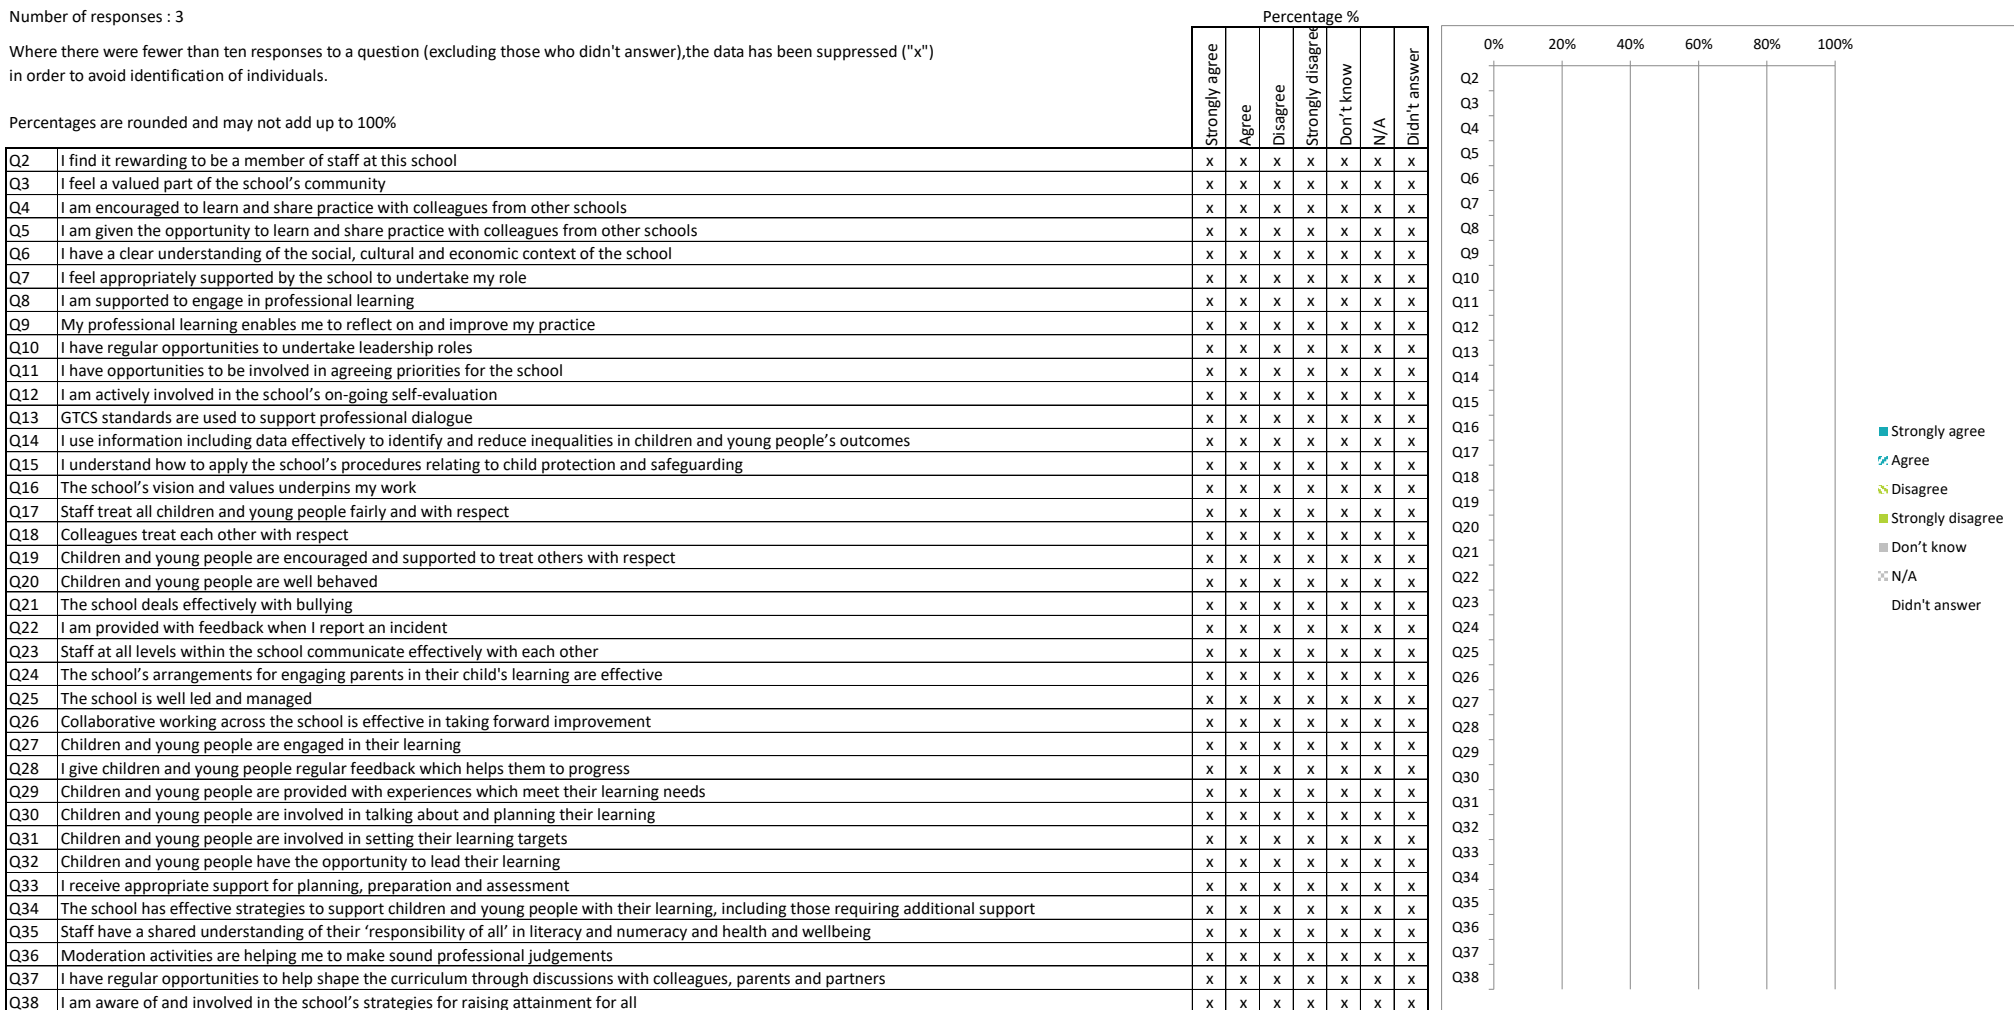 Number of responses : 3
Percentage %
Where there were fewer than ten responses to a question (excluding those who didn't answer),the data has been suppressed ("x")
in order to avoid identification of individuals.
Percentages are rounded and may not add up to 100%
Strongly agree
Agree
Disagree
Strongly disagree
Don't know
N/A
Didn't answer
Q2 I find it rewarding to be a member of staff at this school x x x x x x x
Q3 I feel a valued part of the school's community x x x x x x x
Q4 I am encouraged to learn and share practice with colleagues from other schools x x x x x x x
Q5 I am given the opportunity to learn and share practice with colleagues from other schools x x x x x x x
Q6 I have a clear understanding of the social, cultural and economic context of the school x x x x x x x
Q7 I feel appropriately supported by the school to undertake my role x x x x x x x
Q8 I am supported to engage in professional learning x x x x x x x
Q9 My professional learning enables me to reflect on and improve my practice x x x x x x x
Q10 I have regular opportunities to undertake leadership roles x x x x x x x
Q11 I have opportunities to be involved in agreeing priorities for the school x x x x x x x
Q12 I am actively involved in the school's on-going self-evaluation x x x x x x x
Q13 GTCS standards are used to support professional dialogue x x x x x x x
Q14 I use information including data effectively to identify and reduce inequalities in children and young people's outcomes x x x x x x x
Q15 I understand how to apply the school's procedures relating to child protection and safeguarding x x x x x x x
Q16 The school's vision and values underpins my work x x x x x x x
Q17 Staff treat all children and young people fairly and with respect x x x x x x x
Q18 Colleagues treat each other with respect x x x x x x x
Q19 Children and young people are encouraged and supported to treat others with respect x x x x x x x
Q20 Children and young people are well behaved x x x x x x x
Q21 The school deals effectively with bullying x x x x x x x
Q22 I am provided with feedback when I report an incident x x x x x x x
Q23 Staff at all levels within the school communicate effectively with each other x x x x x x x
Q24 The school's arrangements for engaging parents in their child's learning are effective x x x x x x x
Q25 The school is well led and managed x x x x x x x
Q26 Collaborative working across the school is effective in taking forward improvement x x x x x x x
Q27 Children and young people are engaged in their learning x x x x x x x
Q28 I give children and young people regular feedback which helps them to progress x x x x x x x
Q29 Children and young people are provided with experiences which meet their learning needs x x x x x x x
Q30 Children and young people are involved in talking about and planning their learning x x x x x x x
Q31 Children and young people are involved in setting their learning targets x x x x x x x
Q32 Children and young people have the opportunity to lead their learning x x x x x x x
Q33 I receive appropriate support for planning, preparation and assessment x x x x x x x
Q34 The school has effective strategies to support children and young people with their learning, including those requiring additional support x x x x x x x
Q35 Staff have a shared understanding of their ‘responsibility of all’ in literacy and numeracy and health and wellbeing x x x x x x x
Q36 Moderation activities are helping me to make sound professional judgements x x x x x x x
Q37 I have regular opportunities to help shape the curriculum through discussions with colleagues, parents and partners x x x x x x x
Q38 I am aware of and involved in the school's strategies for raising attainment for all x x x x x x x
0% 20% 40% 60% 80% 100%
Q2
Q3
Q4
Q5
Q6
Q7
Q8
Q9
Q10
Q11
Q12
Q13
Q14
Q15
Q16
Q17
Q18
Q19
Q20
Q21
Q22
Q23
Q24
Q25
Q26
Q27
Q28
Q29
Q30
Q31
Q32
Q33
Q34
Q35
Q36
Q37
Q38
Strongly agree
Agree
Disagree
Strongly disagree
Don't know
N/A
Didn't answer